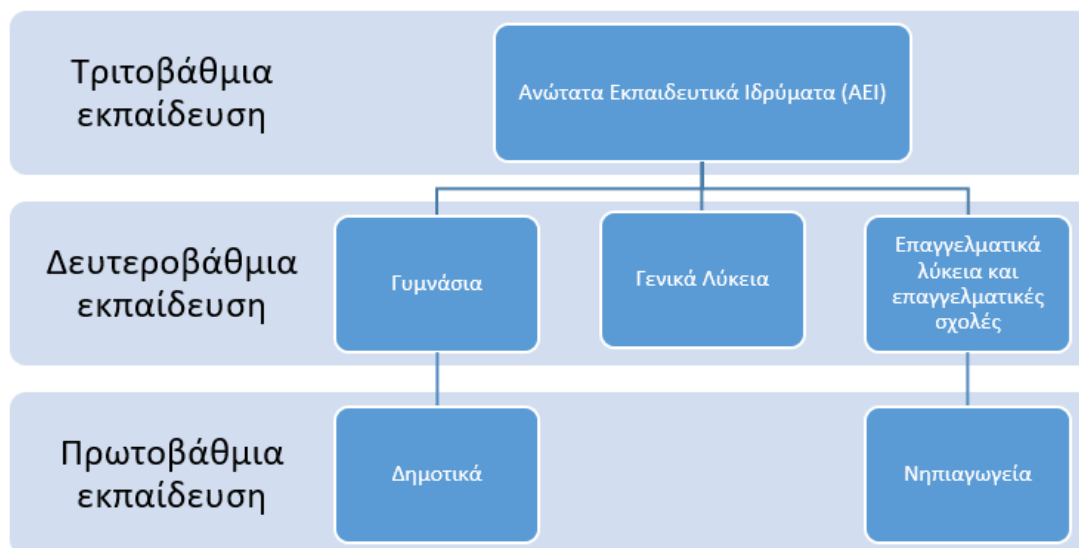 Τριτοβάθμια
εκπαίδευση
Ανώτατα Εκπαιδευτικά Ιδρύματα (ΑΕΙ)
Δευτεροβάθμια
εκπαίδευση
Γυμνάσια
Γενικά Λύκεια
Επαγγελματικά
λύκεια και
επαγγελματικές
σχολές
Πρωτοβάθμια
εκπαίδευση
Δημοτικά
Νηπιαγωγεία